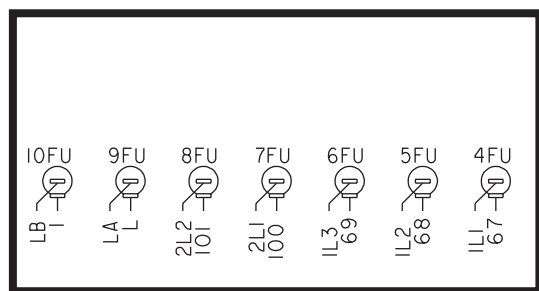 10FU 9FU 8FU 7FU 6FU 5FU 4FU
LB
1
LA
L
2L2
101
2L1
100
1L3
69
1L2
68
1L1
67